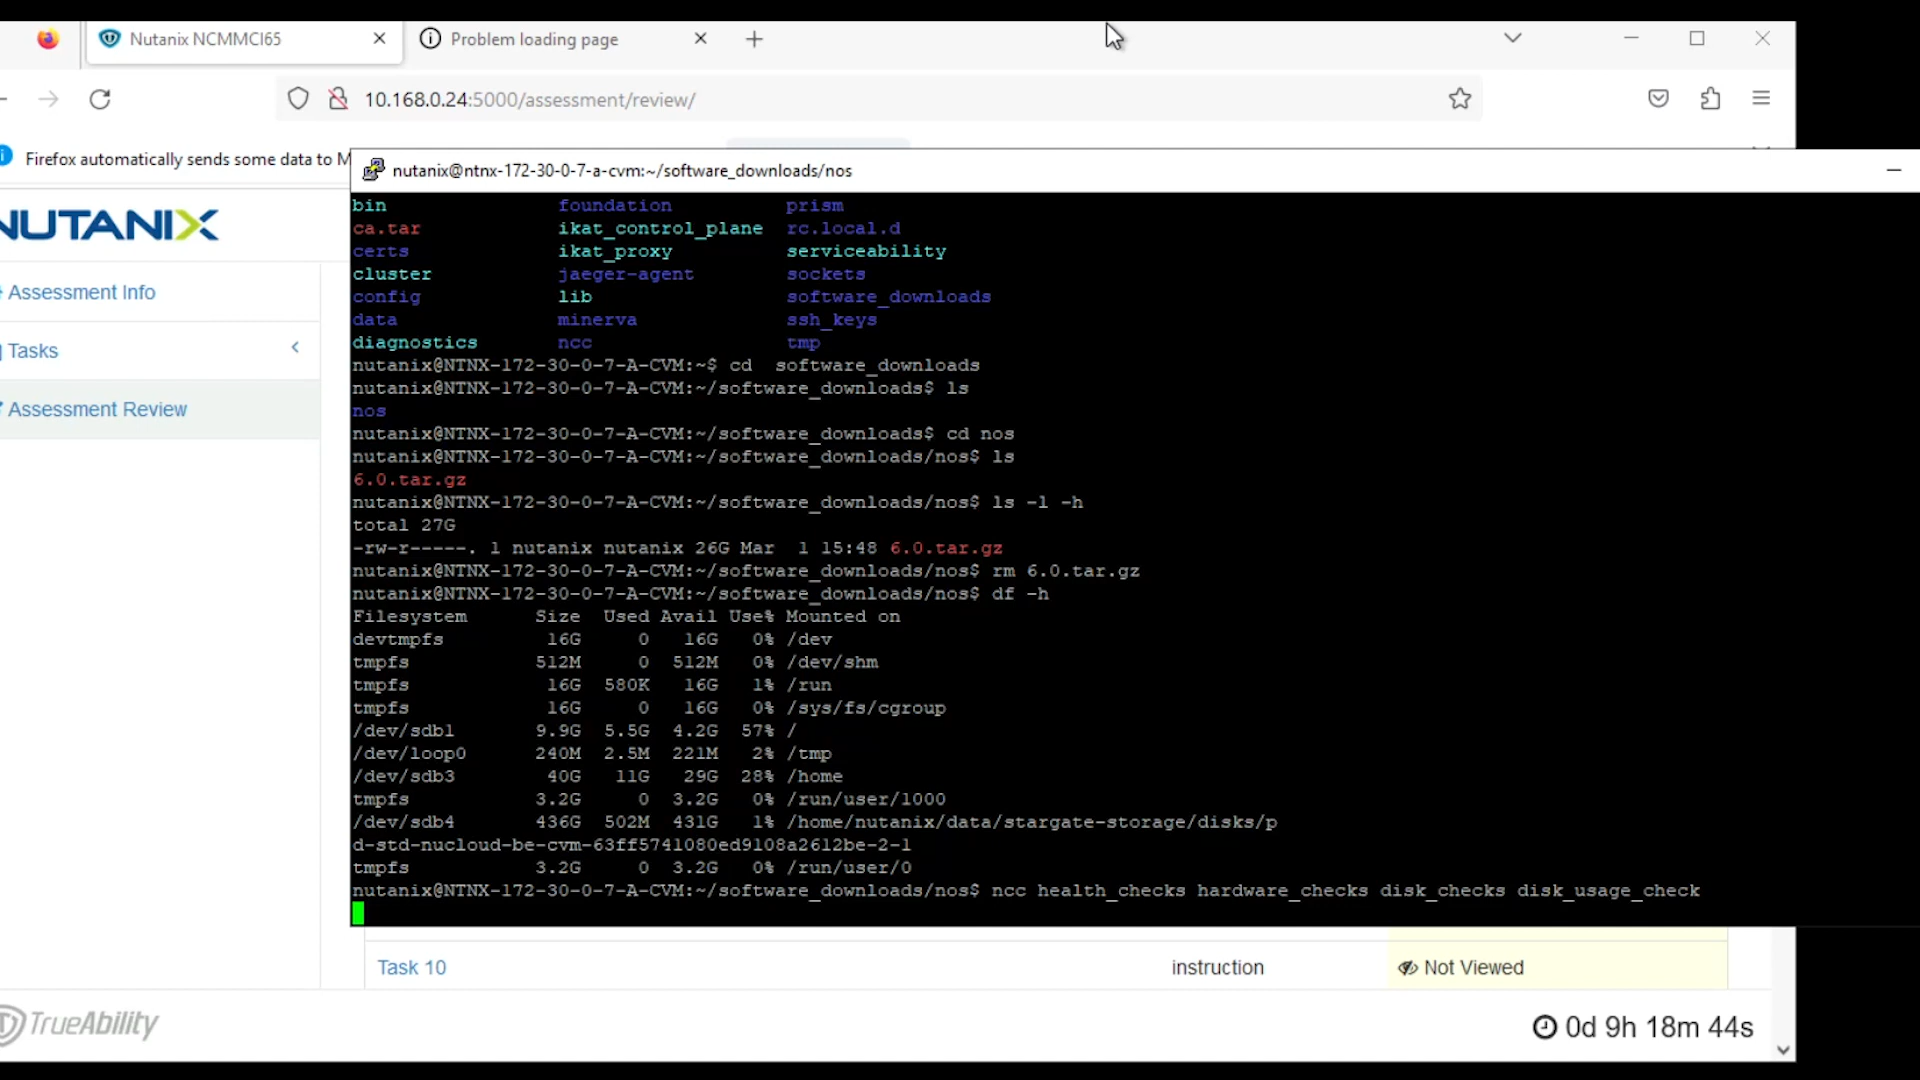 Nutanix NCMMCI65
Problem loading page
10.168.0.24:5000/assessment/review/
Firefox automatically sends some data to M
nutanix@ntnx-172-30-0-7-a-cvm:~/software_downloads/nos
NUTANIX
Assessment Info
Tasks
Assessment Review
bin foundation prism
ca.tar ikat_control_plane rc.local.d
certs ikat_proxy serviceability
cluster jaeger-agent sockets
config lib software_downloads
data minerva ssh_keys
diagnostics ncc tmp
nutanix@NTNX-172-30-0-7-A-CVM:~$ cd  software_downloads
nutanix@NTNX-172-30-0-7-A-CVM:~/software_downloads$ ls
nos
nutanix@NTNX-172-30-0-7-A-CVM:~/software_downloads$ cd nos
nutanix@NTNX-172-30-0-7-A-CVM:~/software_downloads/nos$ ls
6.0.tar.gz
nutanix@NTNX-172-30-0-7-A-CVM:~/software_downloads/nos$ ls -l -h
total 27G
-rw-r-----. 1 nutanix nutanix 26G Mar  1 15:48 6.0.tar.gz
nutanix@NTNX-172-30-0-7-A-CVM:~/software_downloads/nos$ rm 6.0.tar.gz
nutanix@NTNX-172-30-0-7-A-CVM:~/software_downloads/nos$ df -h
Filesystem Size Used Avail Use% Mounted on
devtmpfs 16G 0 16G 0% /dev
tmpfs 512M 0 512M 0% /dev/shm
tmpfs 16G 580K 16G 1% /run
tmpfs 16G 0 16G 0% /sys/fs/cgroup
/dev/sdb1 9.9G 5.5G 4.2G 57% /
/dev/loop0 240M 2.5M 221M 2% /tmp
/dev/sdb3 40G 11G 29G 28% /home
tmpfs 3.2G 0 3.2G 0% /run/user/1000
/dev/sdb4 436G 502M 431G 1% /home/nutanix/data/stargate-storage/disks/p
d-std-nucloud-be-cvm-63ff5741080ed9108a2612be-2-1
tmpfs 3.2G 0 3.2G 0% /run/user/0
nutanix@NTNX-172-30-0-7-A-CVM:~/software_downloads/nos$ ncc health_checks hardware_checks disk_checks disk_usage_check
Task 10 instruction Not Viewed
TrueAbility
0d 9h 18m 44s